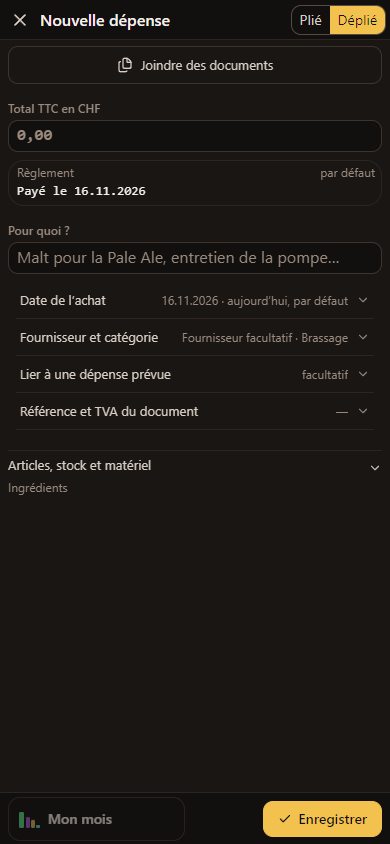 Nouvelle dépense
Plié
Déplié
Joindre des documents
Total TTC en CHF
0,00
Règlement
par défaut
Payé le 16.11.2026
Pour quoi ?
Malt pour la Pale Ale, entretien de la pompe...
Date de l'achat
16.11.2026 · aujourd'hui, par défaut
Fournisseur et catégorie
Fournisseur facultatif · Brassage
Lier à une dépense prévue
facultatif
Référence et TVA du document
—
Articles, stock et matériel
Ingrédients
Mon mois
Enregistrer